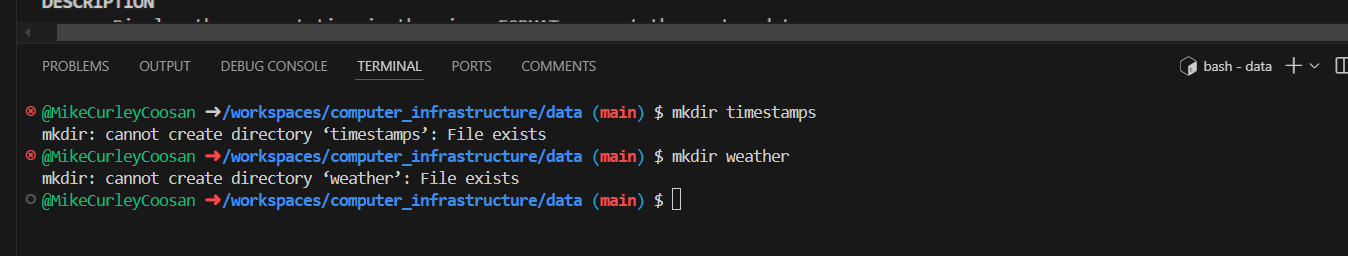 DESCRIPTION
PROBLEMS OUTPUT DEBUG CONSOLE TERMINAL PORTS COMMENTS bash - data
@MikeCurleyCoosan ➜/workspaces/computer_infrastructure/data (main) $ mkdir timestamps
mkdir: cannot create directory ‘timestamps’: File exists
@MikeCurleyCoosan ➜/workspaces/computer_infrastructure/data (main) $ mkdir weather
mkdir: cannot create directory ‘weather’: File exists
@MikeCurleyCoosan ➜/workspaces/computer_infrastructure/data (main) $